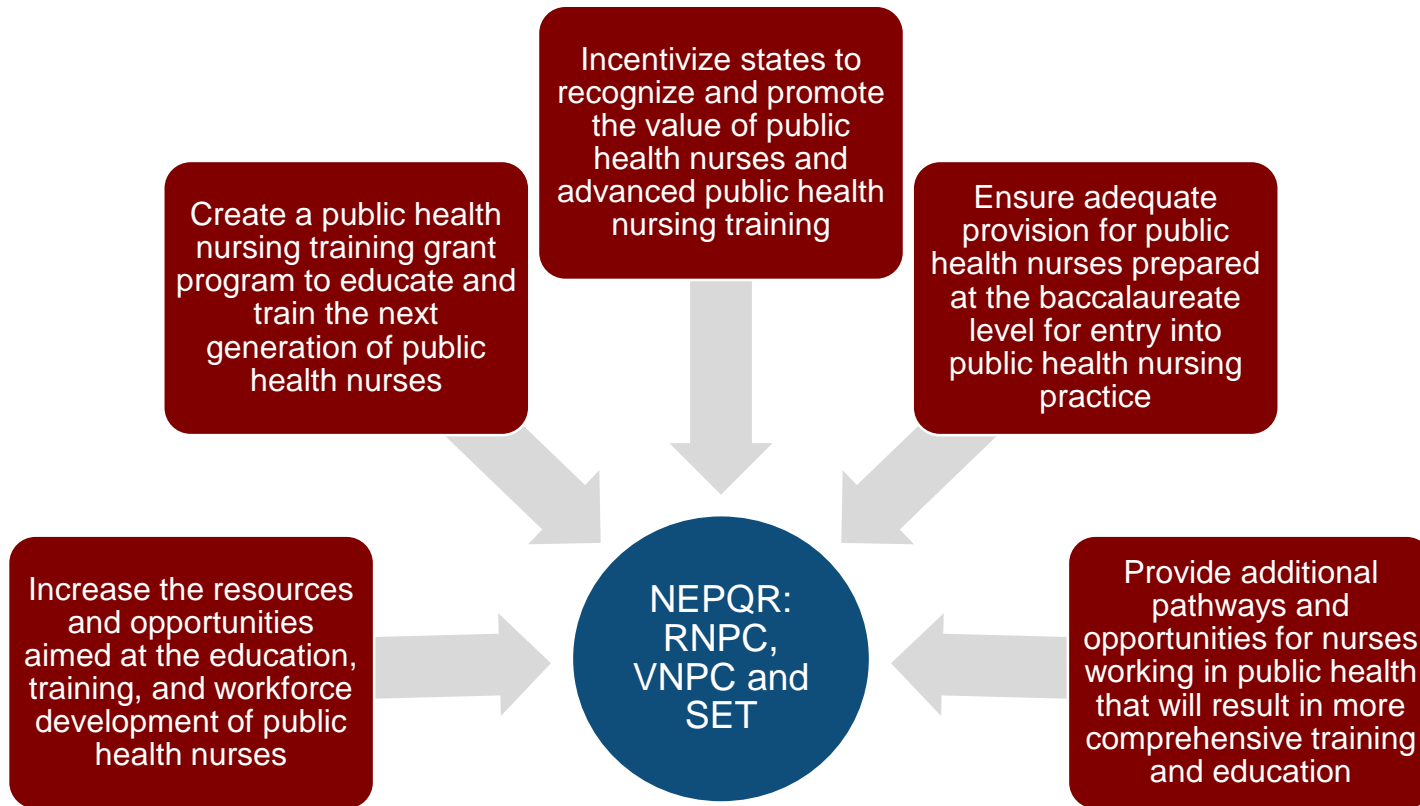 Increase the resources
and opportunities
aimed at the education,
training, and workforce
development of public
health nurses
Create a public health
nursing training grant
program to educate and
train the next
generation of public
health nurses
Incentivize states to
recognize and promote
the value of public
health nurses and
advanced public health
nursing training
Ensure adequate
provision for public
health nurses prepared
at the baccalaureate
level for entry into
public health nursing
practice
Provide additional
pathways and
opportunities for nurses
working in public health
that will result in more
comprehensive training
and education
NEPQR:
RNPC,
VNPC and
SET